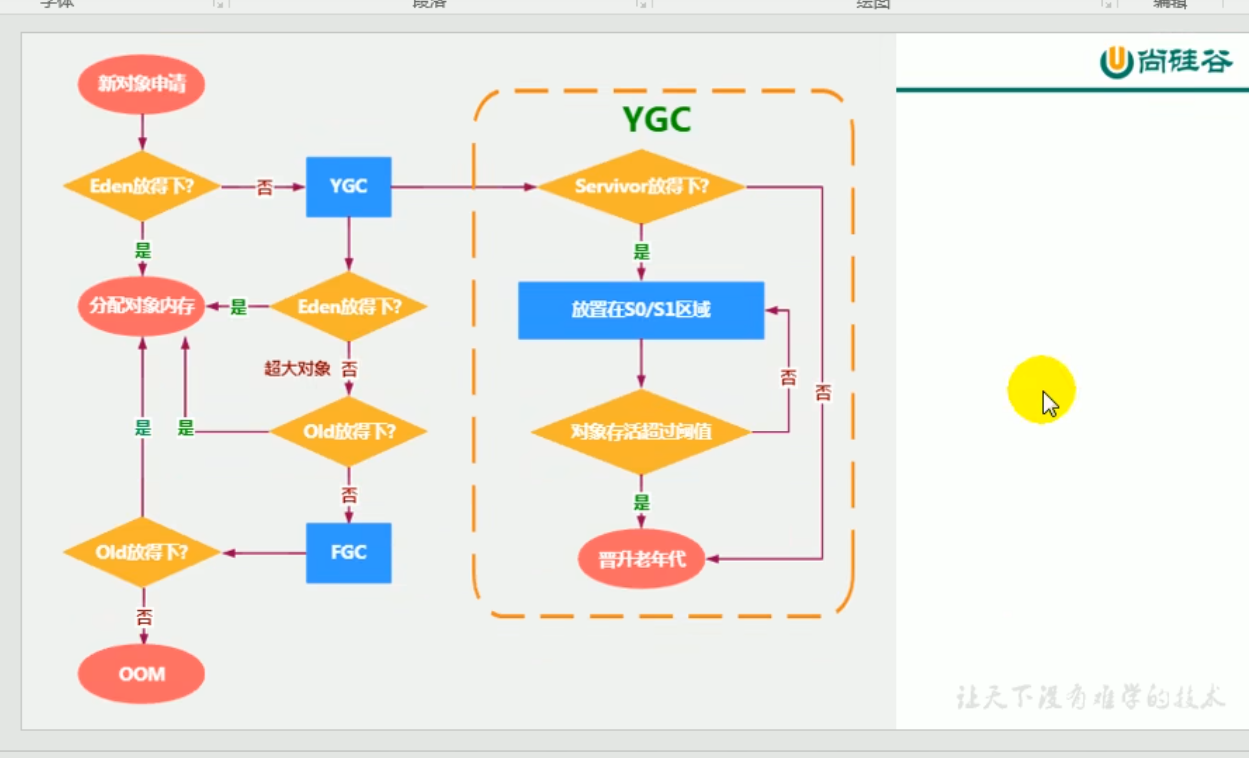 字体
段落
绘图
编辑
尚硅谷
新对象申请
YGC
Eden放得下?
否
YGC
Servivor放得下?
是
是
分配对象内存
是
Eden放得下?
放置在S0/S1区域
超大对象
否
否
否
是
是
Old放得下?
对象存活超过阈值
否
是
Old放得下?
FGC
晋升老年代
否
OOM
让天下没有难学的技术